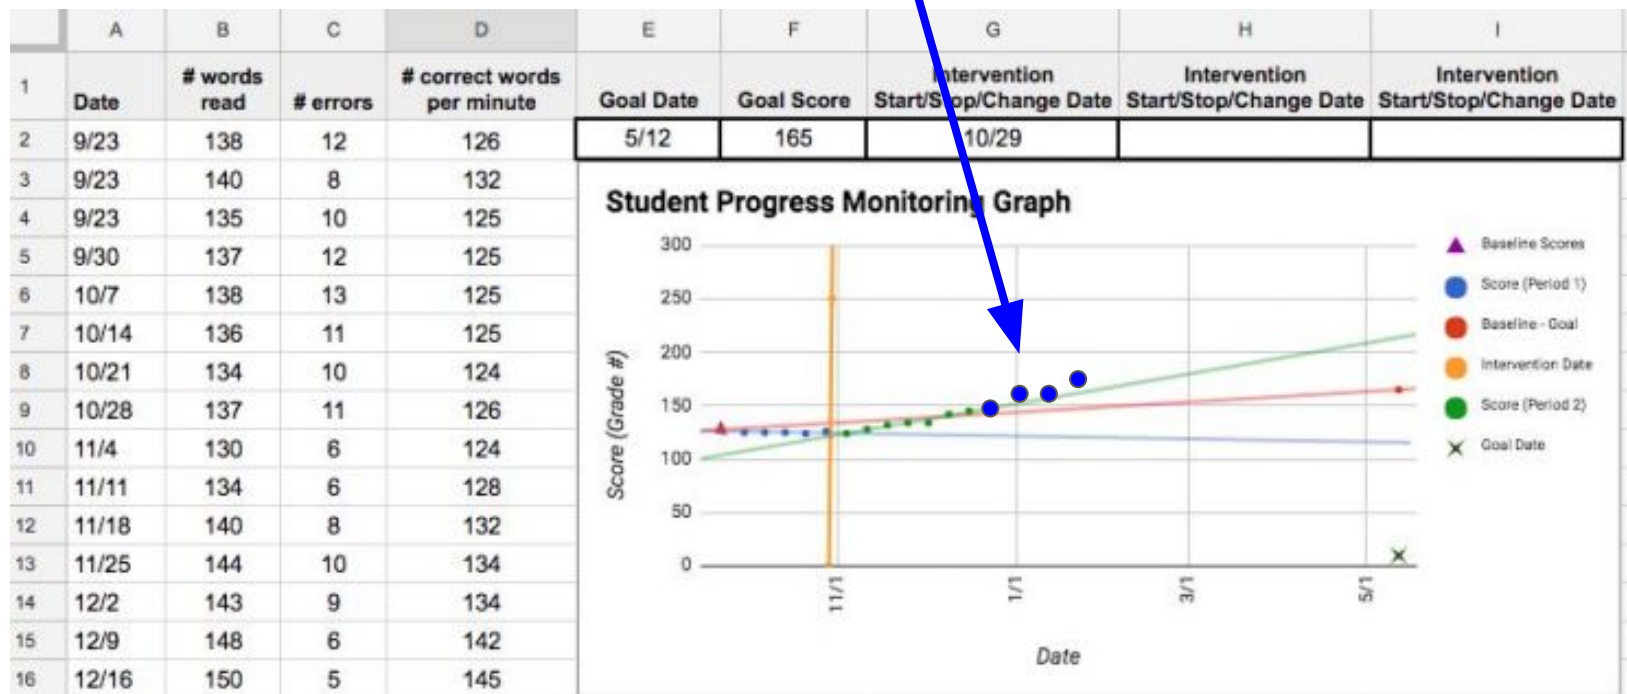 A B C D E F G H I
1 Date # words read # errors # correct words per minute Goal Date Goal Score Intervention Start/Stop/Change Date Intervention Start/Stop/Change Date Intervention Start/Stop/Change Date
2 9/23 138 12 126 5/12 165 10/29
3 9/23 140 8 132
4 9/23 135 10 125
5 9/30 137 12 125
6 10/7 138 13 125
7 10/14 136 11 125
8 10/21 134 10 124
9 10/28 137 11 126
10 11/4 130 6 124
11 11/11 134 6 128
12 11/18 140 8 132
13 11/25 144 10 134
14 12/2 143 9 134
15 12/9 148 6 142
16 12/16 150 5 145
Student Progress Monitoring Graph
300
250
200
150
100
50
0
Score (Grade #)
11/1 1/1 3/1 5/1
Date
Baseline Scores
Score (Period 1)
Baseline - Goal
Intervention Date
Score (Period 2)
Goal Date